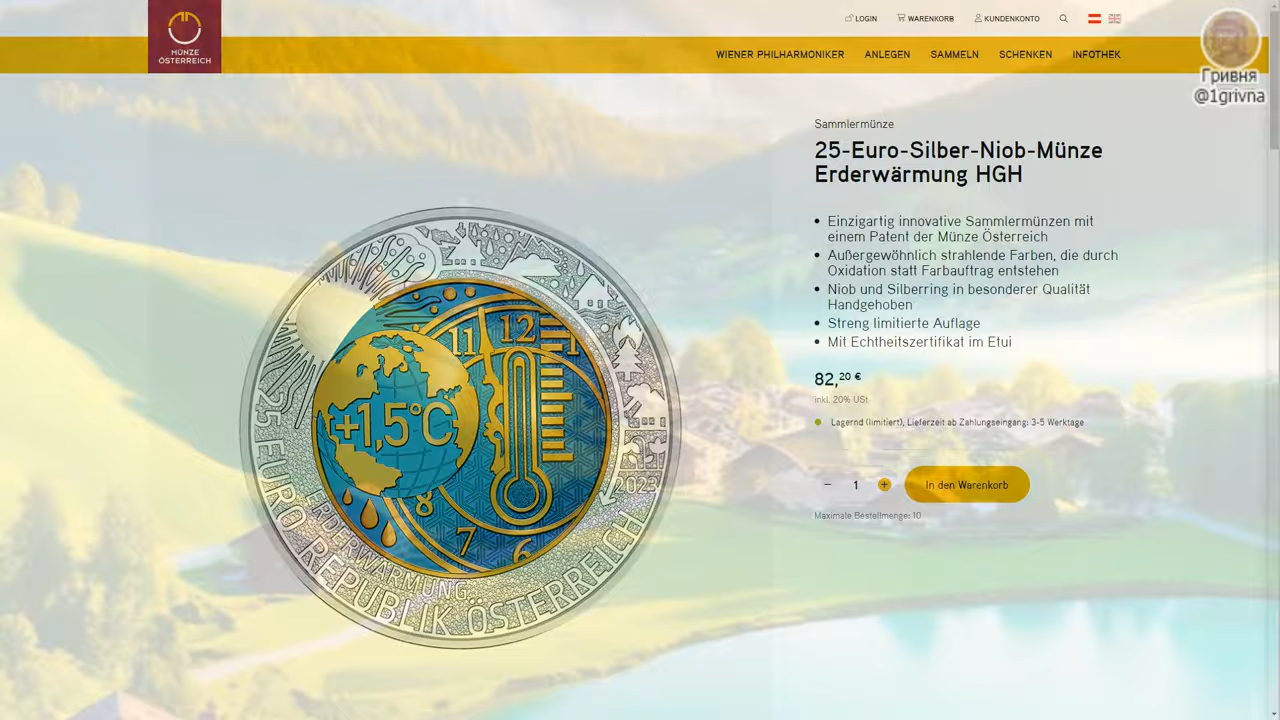 LOGIN
WARENKORB
KUNDENKONTO
MÜNZE
ÖSTERREICH
WIENER PHILHARMONIKER
ANLEGEN
SAMMELN
SCHENKEN
INFOTHEK
Гривня
@1grivna
Sammlermünze
25-Euro-Silber-Niob-Münze
Erderwärmung HGH
Einzigartig innovative Sammlermünzen mit
einem Patent der Münze Österreich
Außergewöhnlich strahlende Farben, die durch
Oxidation statt Farbauftrag entstehen
Niob und Silberring in besonderer Qualität
Handgehoben
Streng limitierte Auflage
Mit Echtheitszertifikat im Etui
82,20 €
inkl. 20% USt
Lagernd (limitiert), Lieferzeit ab Zahlungseingang: 3-5 Werktage
− 1 +
In den Warenkorb
Maximale Bestellmenge: 10
11 12 1
+1,5°C
8
7
6
2023
ERDERWÄRMUNG
25 EURO REPUBLIK ÖSTERREICH